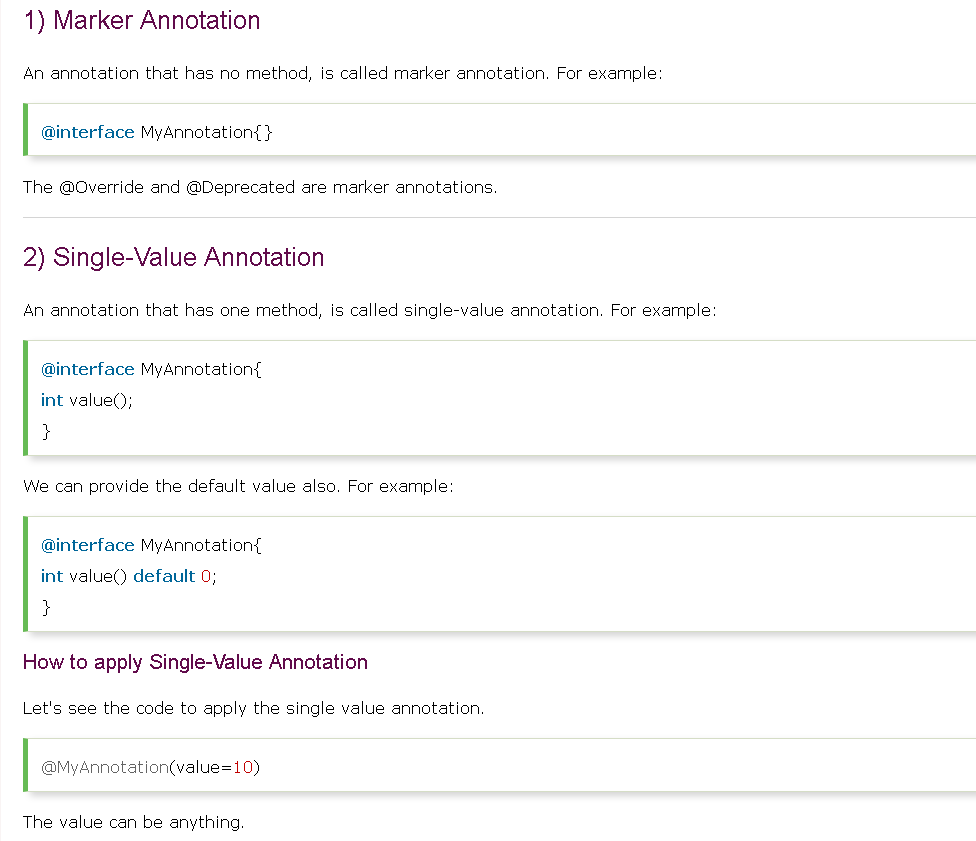 1) Marker Annotation
An annotation that has no method, is called marker annotation. For example:
@interface MyAnnotation{}
The @Override and @Deprecated are marker annotations.
2) Single-Value Annotation
An annotation that has one method, is called single-value annotation. For example:
@interface MyAnnotation{
int value();
}
We can provide the default value also. For example:
@interface MyAnnotation{
int value() default 0;
}
How to apply Single-Value Annotation
Let's see the code to apply the single value annotation.
@MyAnnotation(value=10)
The value can be anything.